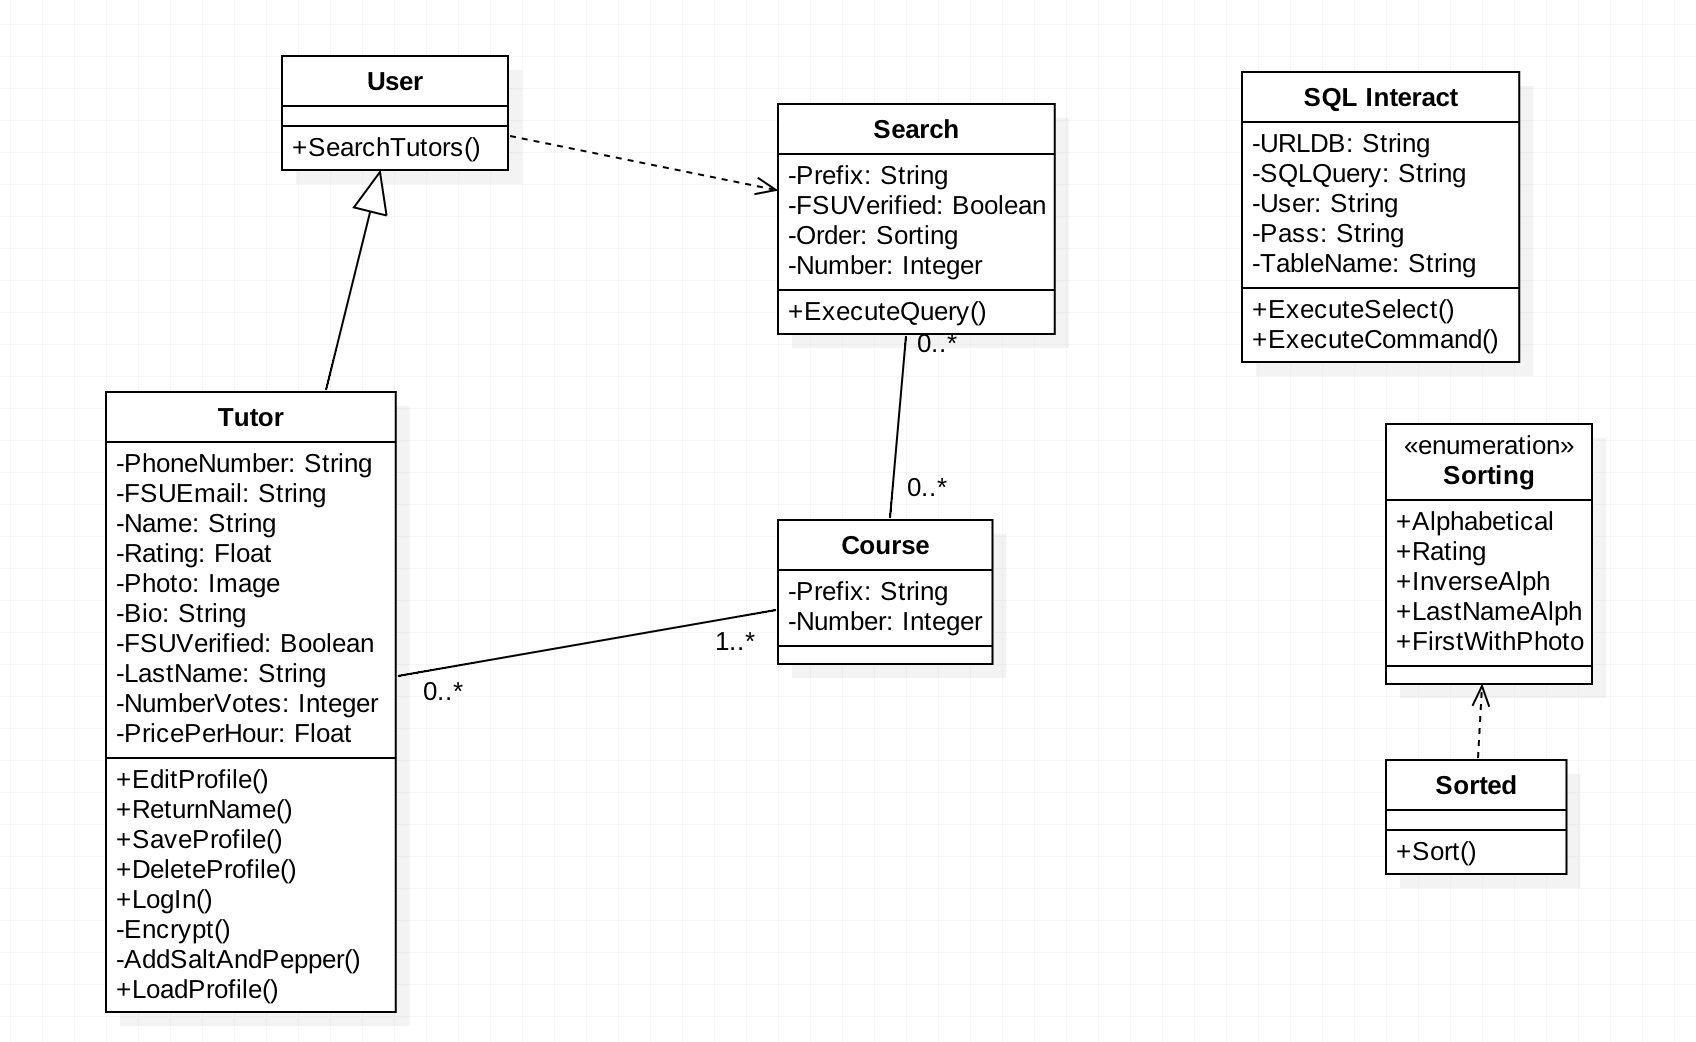 User
+SearchTutors()
Search
-Prefix: String
-FSUVerified: Boolean
-Order: Sorting
-Number: Integer
+ExecuteQuery()
0..*
0..*
SQL Interact
-URLDB: String
-SQLQuery: String
-User: String
-Pass: String
-TableName: String
+ExecuteSelect()
+ExecuteCommand()
Tutor
-PhoneNumber: String
-FSUEmail: String
-Name: String
-Rating: Float
-Photo: Image
-Bio: String
-FSUVerified: Boolean
-LastName: String
-NumberVotes: Integer
-PricePerHour: Float
+EditProfile()
+ReturnName()
+SaveProfile()
+DeleteProfile()
+LogIn()
-Encrypt()
-AddSaltAndPepper()
+LoadProfile()
0..*
1..*
Course
-Prefix: String
-Number: Integer
«enumeration»
Sorting
+Alphabetical
+Rating
+InverseAlph
+LastNameAlph
+FirstWithPhoto
Sorted
+Sort()